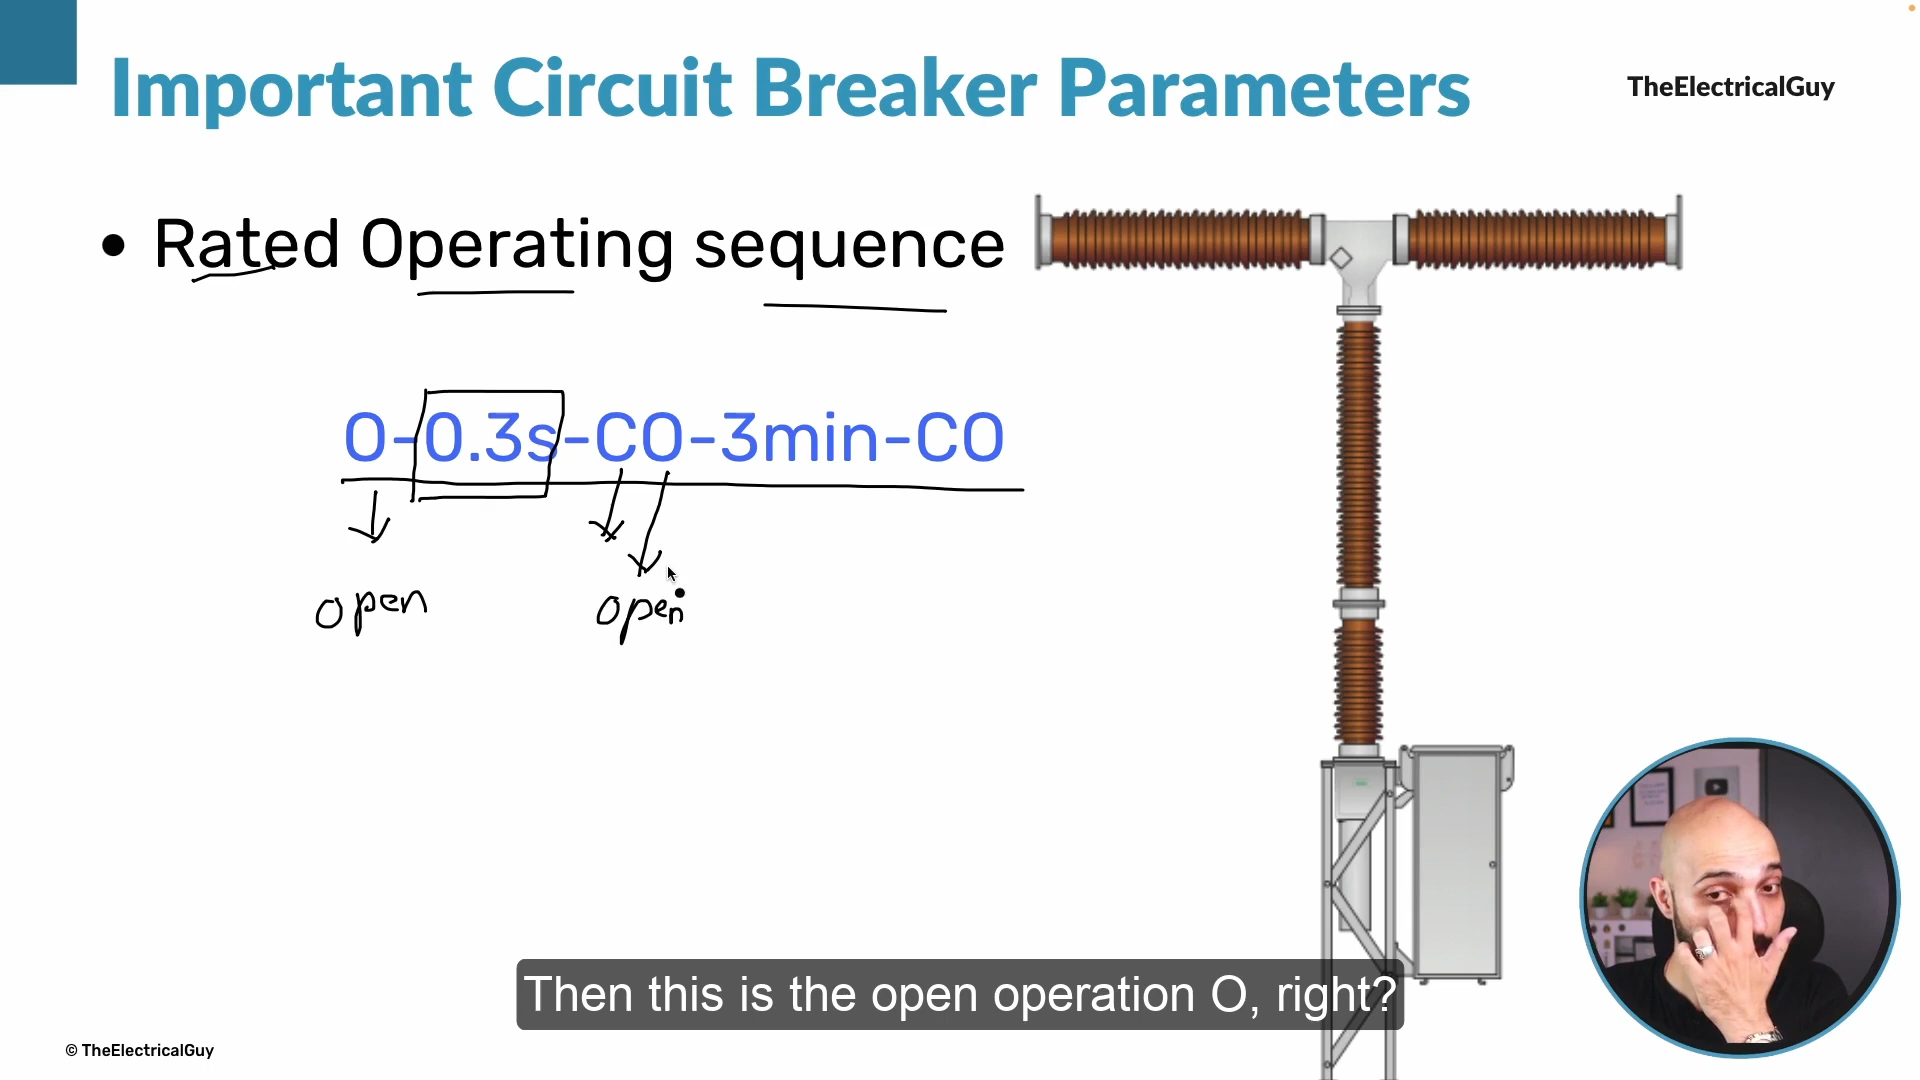 Important Circuit Breaker Parameters
TheElectricalGuy
• Rated Operating sequence
O-0.3s-CO-3min-CO
open open
Then this is the open operation O, right?
© TheElectricalGuy